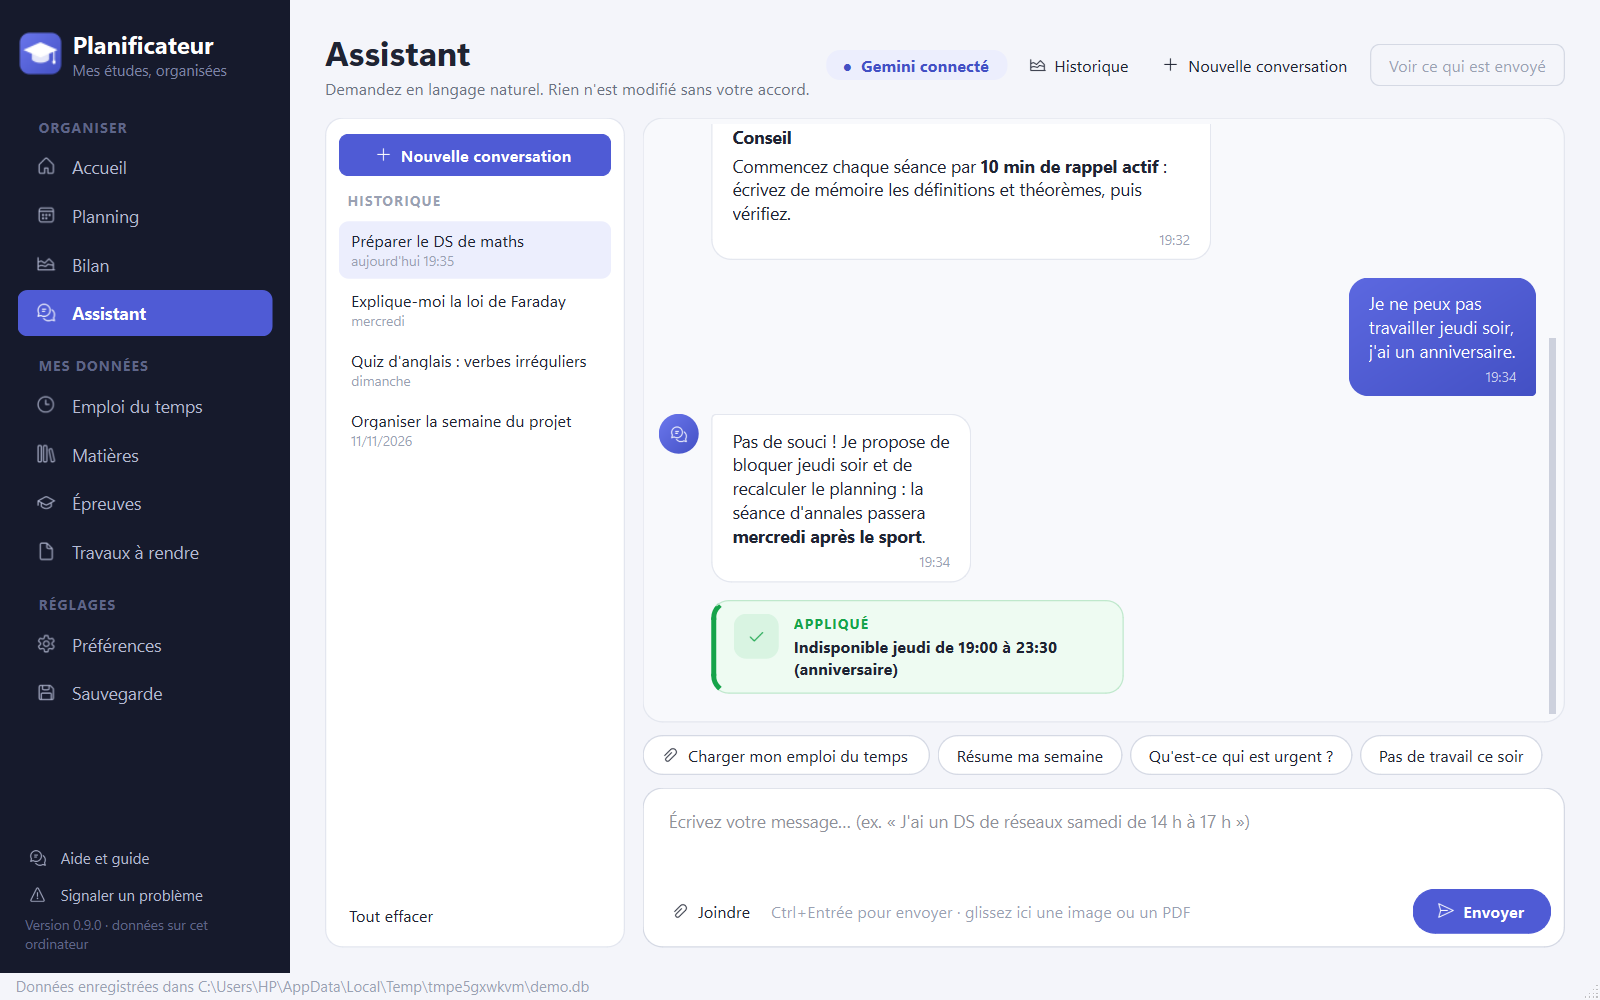 Planificateur
Mes études, organisées
ORGANISER
Accueil
Planning
Bilan
Assistant
MES DONNÉES
Emploi du temps
Matières
Épreuves
Travaux à rendre
RÉGLAGES
Préférences
Sauvegarde
Aide et guide
Signaler un problème
Version 0.9.0 · données sur cet
ordinateur
Assistant
Demandez en langage naturel. Rien n'est modifié sans votre accord.
● Gemini connecté
Historique
+ Nouvelle conversation
Voir ce qui est envoyé
+ Nouvelle conversation
HISTORIQUE
Préparer le DS de maths
aujourd'hui 19:35
Explique-moi la loi de Faraday
mercredi
Quiz d'anglais : verbes irréguliers
dimanche
Organiser la semaine du projet
11/11/2026
Tout effacer
Conseil
Commencez chaque séance par 10 min de rappel actif :
écrivez de mémoire les définitions et théorèmes, puis
vérifiez.
19:32
Je ne peux pas
travailler jeudi soir,
j'ai un anniversaire.
19:34
Pas de souci ! Je propose de
bloquer jeudi soir et de
recalculer le planning : la
séance d'annales passera
mercredi après le sport.
19:34
APPLIQUÉ
Indisponible jeudi de 19:00 à 23:30
(anniversaire)
Charger mon emploi du temps
Résume ma semaine
Qu'est-ce qui est urgent ?
Pas de travail ce soir
Écrivez votre message... (ex. « J'ai un DS de réseaux samedi de 14 h à 17 h »)
Joindre
Ctrl+Entrée pour envoyer · glissez ici une image ou un PDF
Envoyer
Données enregistrées dans C:\Users\HP\AppData\Local\Temp\tmpe5gxwkvm\demo.db